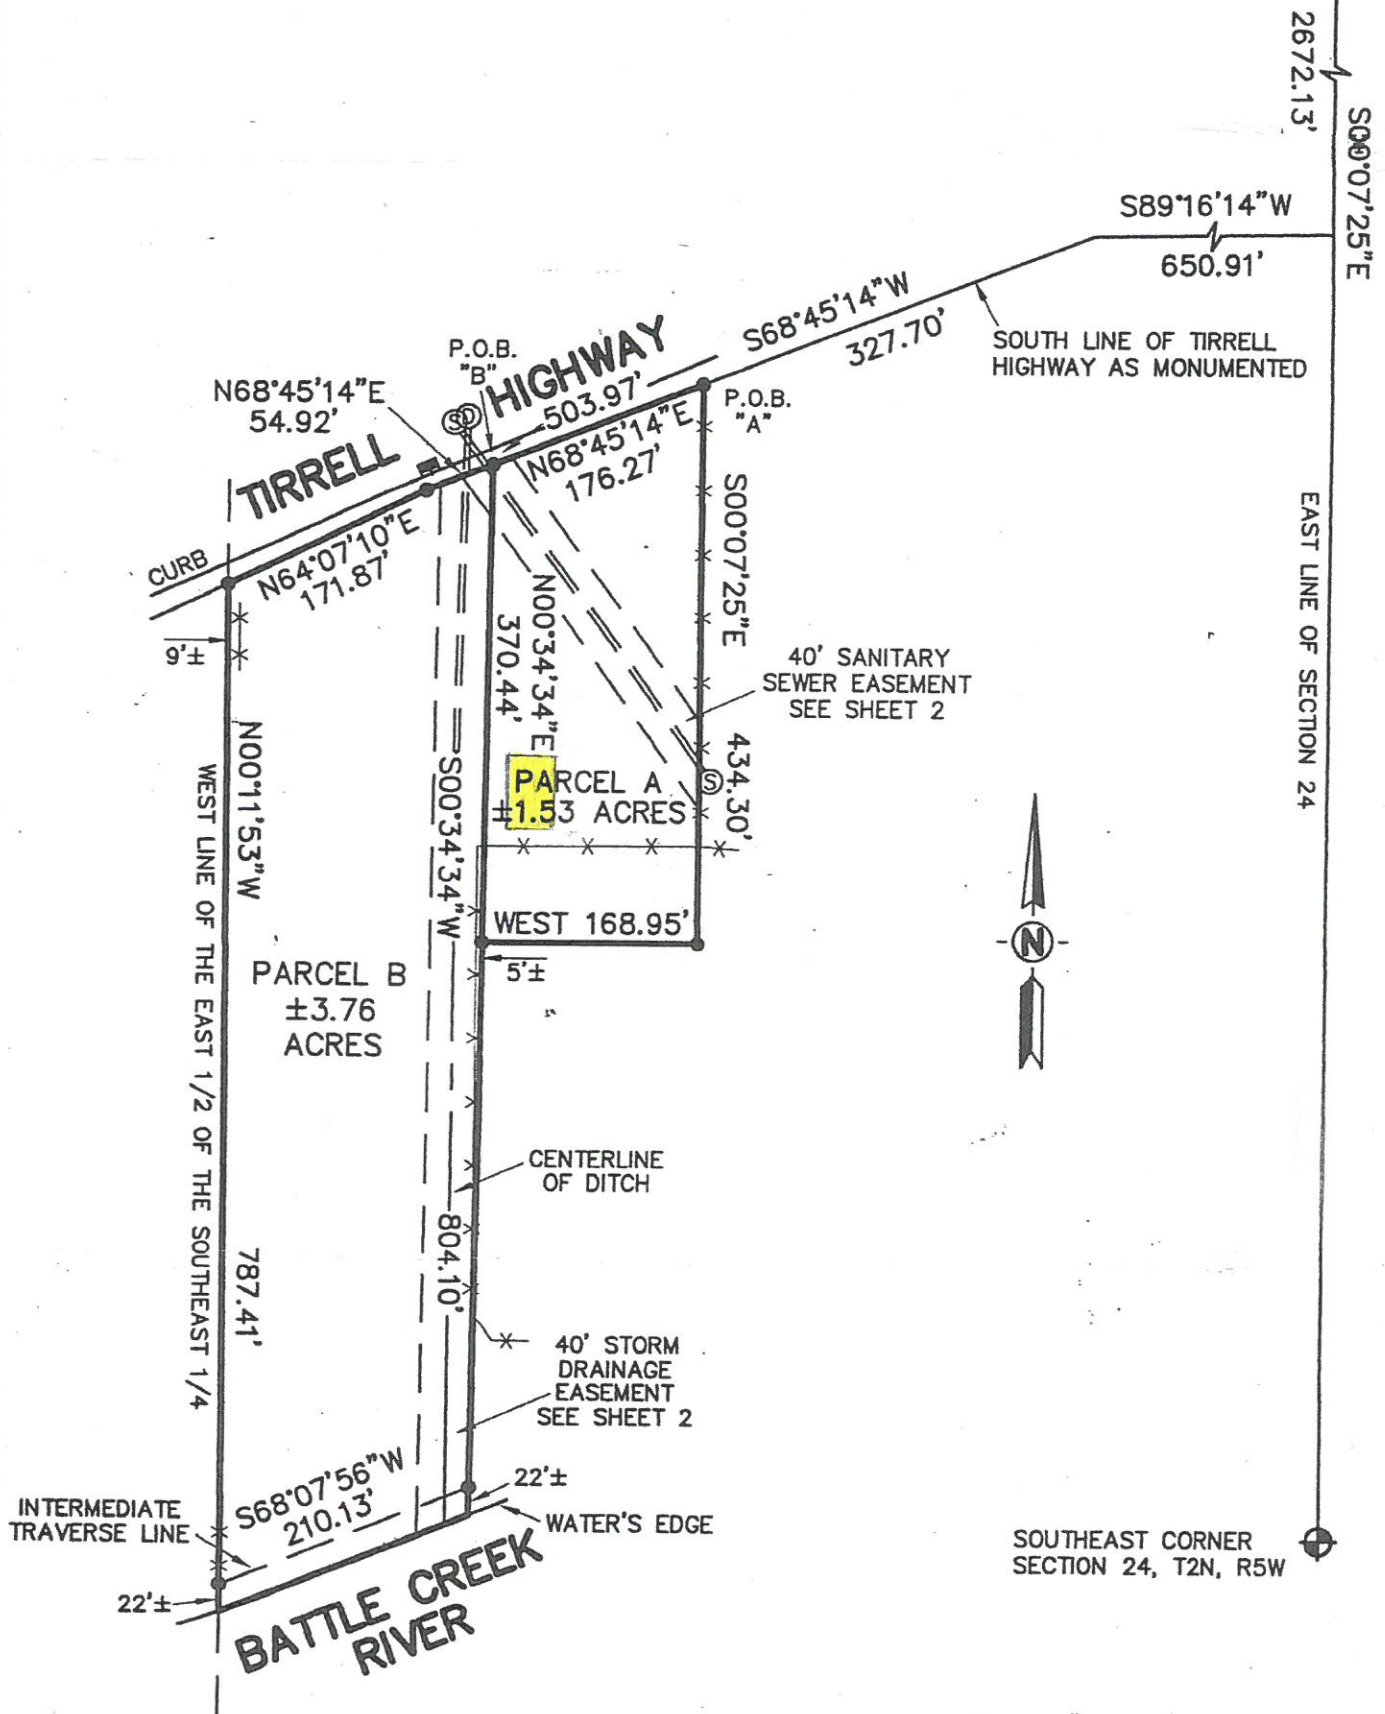 2672.13'
S00°07'25"E
S89°16'14"W
650.91'
S68°45'14"W
327.70'
SOUTH LINE OF TIRRELL
HIGHWAY AS MONUMENTED
P.O.B.
"B"
HIGHWAY
503.97'
N68°45'14"E
54.92'
TIRRELL
P.O.B.
"A"
N68°45'14"E
176.27'
S
D
CURB
N64°07'10"E
171.87'
9'±
S00°07'25"E
434.30'
40' SANITARY
SEWER EASEMENT
SEE SHEET 2
EAST LINE OF SECTION 24
N00°34'34"E
370.44'
PARCEL A
±1.53 ACRES
S
N00°11'53"W
787.41'
WEST LINE OF THE EAST 1/2 OF THE SOUTHEAST 1/4
S00°34'34"W
804.10'
WEST 168.95'
5'±
N
PARCEL B
±3.76
ACRES
CENTERLINE
OF DITCH
40' STORM
DRAINAGE
EASEMENT
SEE SHEET 2
S68°07'56"W
210.13'
22'±
INTERMEDIATE
TRAVERSE LINE
WATER'S EDGE
22'±
BATTLE CREEK
RIVER
SOUTHEAST CORNER
SECTION 24, T2N, R5W